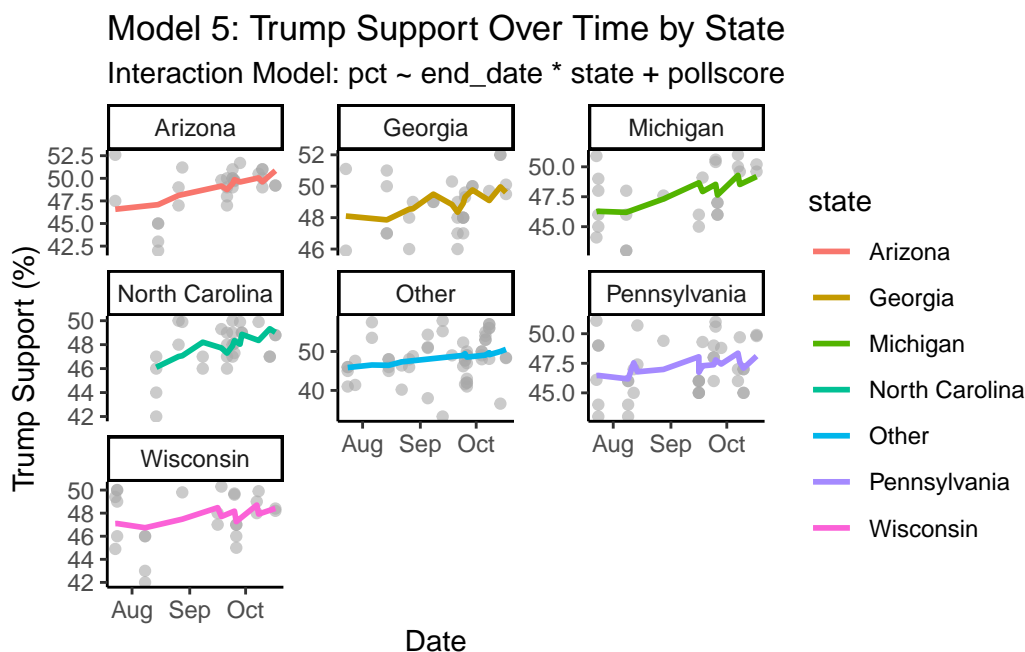 Model 5: Trump Support Over Time by State
Interaction Model: pct ~ end_date * state + pollscore
Arizona
Georgia
Michigan
52.5
50.0
47.5
45.0
42.5
52
50
48
46
50.0
47.5
45.0
North Carolina
Other
Pennsylvania
50
48
46
44
42
50
40
50.0
47.5
45.0
Aug Sep Oct
Aug Sep Oct
Wisconsin
50
48
46
44
42
Aug Sep Oct
Trump Support (%)
Date
state
Arizona
Georgia
Michigan
North Carolina
Other
Pennsylvania
Wisconsin